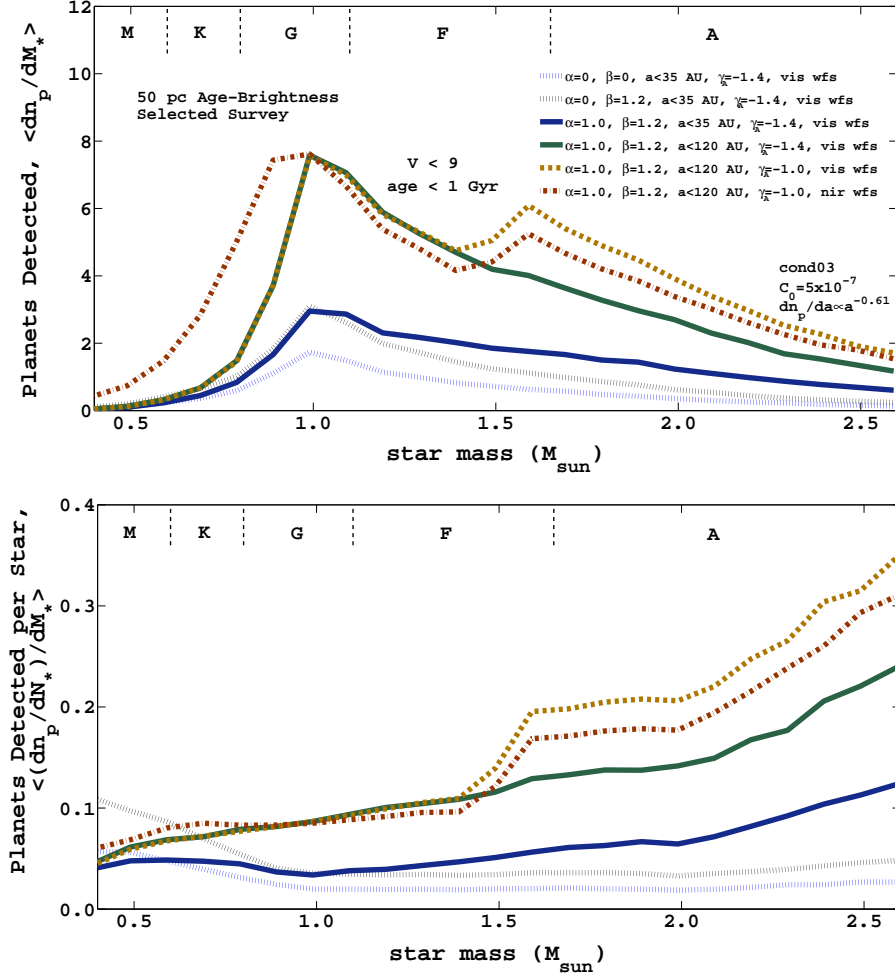 12
10
8
6
4
2
0
Planets Detected, <dn_p/dM_*>
M K G F A
50 pc Age-Brightness
Selected Survey
V < 9
age < 1 Gyr
α=0, β=0, a<35 AU, γ_A=-1.4, vis wfs
α=0, β=1.2, a<35 AU, γ_A=-1.4, vis wfs
α=1.0, β=1.2, a<35 AU, γ_A=-1.4, vis wfs
α=1.0, β=1.2, a<120 AU, γ_A=-1.4, vis wfs
α=1.0, β=1.2, a<120 AU, γ_A=-1.0, vis wfs
α=1.0, β=1.2, a<120 AU, γ_A=-1.0, nir wfs
cond03
C_0=5x10^-7
dn_p/da∝a^-0.61
0.5 1.0 1.5 2.0 2.5
star mass (M_sun)
0.4
0.3
0.2
0.1
0.0
Planets Detected per Star,
<(dn_p/dN_*)/dM_*>
M K G F A
0.5 1.0 1.5 2.0 2.5
star mass (M_sun)